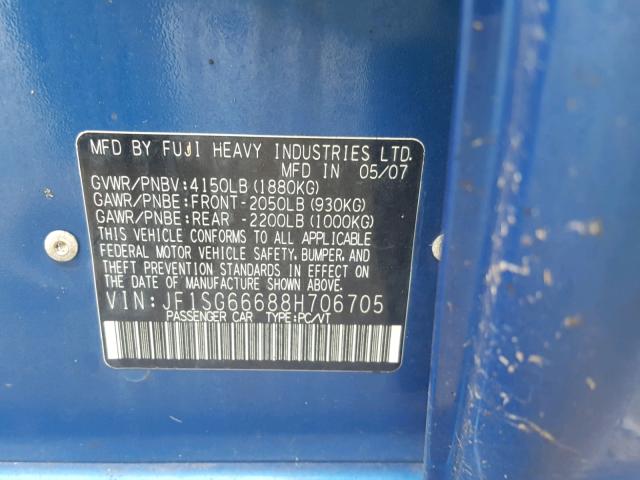 MFD BY FUJI HEAVY INDUSTRIES LTD.
MFD IN 05/07
GVWR/PNBV:4150LB(1880KG)
GAWR/PNBE:FRONT-2050LB(930KG)
GAWR/PNBE:REAR -2200LB(1000KG)
THIS VEHICLE CONFORMS TO ALL APPLICABLE
FEDERAL MOTOR VEHICLE SAFETY, BUMPER, AND
THEFT PREVENTION STANDARDS IN EFFECT ON
THE DATE OF MANUFACTURE SHOWN ABOVE.
VIN:JF1SG66688H706705
PASSENGER CAR TYPE:PC/VT